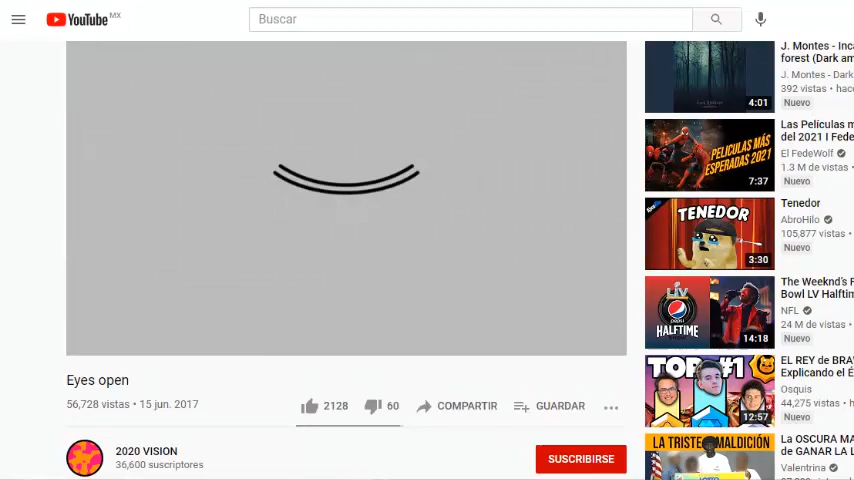 YouTube MX
Buscar
Eyes open
56,728 vistas • 15 jun. 2017
2128
60
COMPARTIR
GUARDAR
2020 VISION
36,600 suscriptores
SUSCRIBIRSE
4:01
J. Montes - Inc
forest (Dark am
J. Montes - Dark
392 vistas • hace
Nuevo
PELICULAS MÁS
ESPERADAS 2021
7:37
Las Películas m
del 2021 I Fede
El FedeWolf
1.3 M de vistas •
Nuevo
TENEDOR
3:30
Tenedor
AbroHilo
105,877 vistas •
Nuevo
LIV
pepsi
HALFTIME
14:18
The Weeknd's F
Bowl LV Halftim
NFL
24 M de vistas •
Nuevo
TOP #1
12:57
EL REY de BRA
Explicando el É
Osquis
44,275 vistas •
Nuevo
LA TRISTE MALDICIÓN
La OSCURA MA
de GANAR LA L
Valentrina